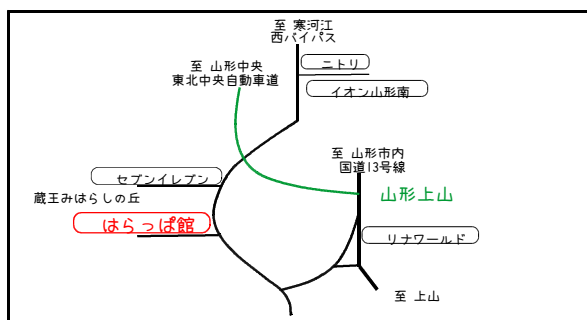 至 寒河江
西バイパス
ニトリ
至 山形中央
東北中央自動車道
イオン山形南
至 山形市内
国道13号線
セブンイレブン
蔵王みはらしの丘
山形上山
はらっぱ館
リナワールド
至 上山